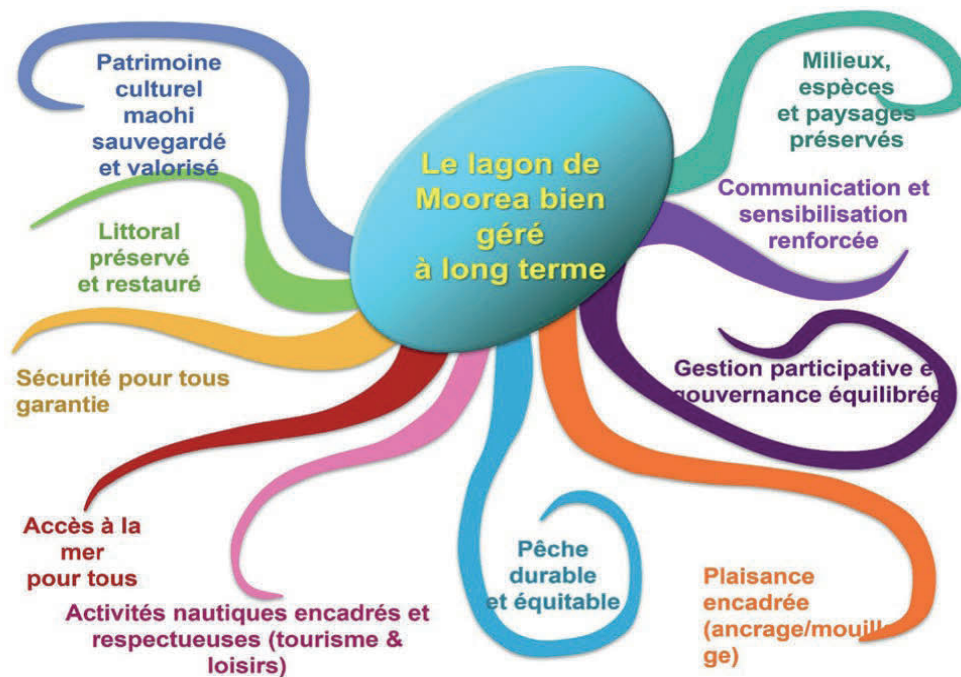 Patrimoine
culturel
maohi
sauvegardé
et valorisé
Milieux,
espèces
et paysages
préservés
Le lagon de
Moorea bien
géré
à long terme
Communication et
sensibilisation
renforcée
Littoral
préservé
et restauré
Gestion participative e
gouvernance équilibrée
Sécurité pour tous
garantie
Accès à la
mer
pour tous
Activités nautiques encadrés et
respectueuses (tourisme &
loisirs)
Pêche
durable
et équitable
Plaisance
encadrée
(ancrage/mouilla
ge)